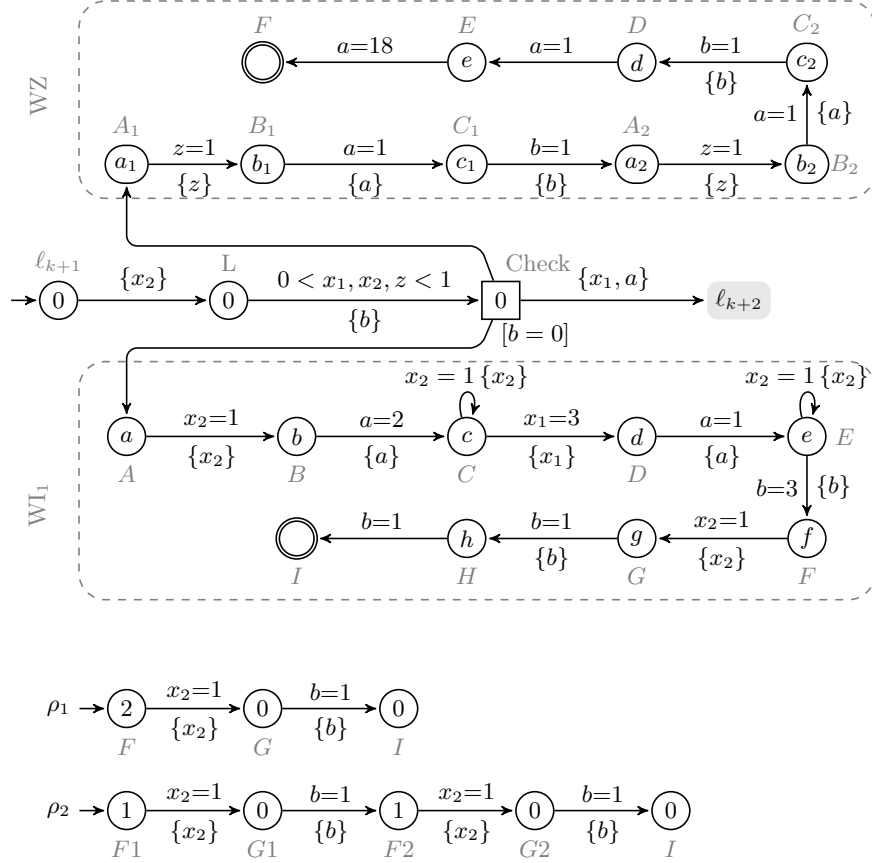 F E D C₂
a=18 a=1 b=1
e d c₂
{b}
WZ
a=1 {a}
A₁ B₁ C₁ A₂
z=1 a=1 b=1 z=1
a₁ b₁ c₁ a₂ b₂ B₂
{z} {a} {b} {z}
ℓₖ₊₁ L Check
{x₂} 0 < x₁, x₂, z < 1 {x₁, a}
0 0 0 ℓₖ₊₂
{b} [b = 0]
x₂ = 1 {x₂} x₂ = 1 {x₂}
x₂=1 a=2 x₁=3 a=1
a b c d e E
{x₂} {a} {x₁} {a}
A B C D
WI₁
b=3 {b}
b=1 b=1 x₂=1
h g f
{b} {x₂}
I H G F
x₂=1 b=1
ρ₁ 2 0 0
{x₂} {b}
F G I
x₂=1 b=1 x₂=1 b=1
ρ₂ 1 0 1 0 0
{x₂} {b} {x₂} {b}
F1 G1 F2 G2 I